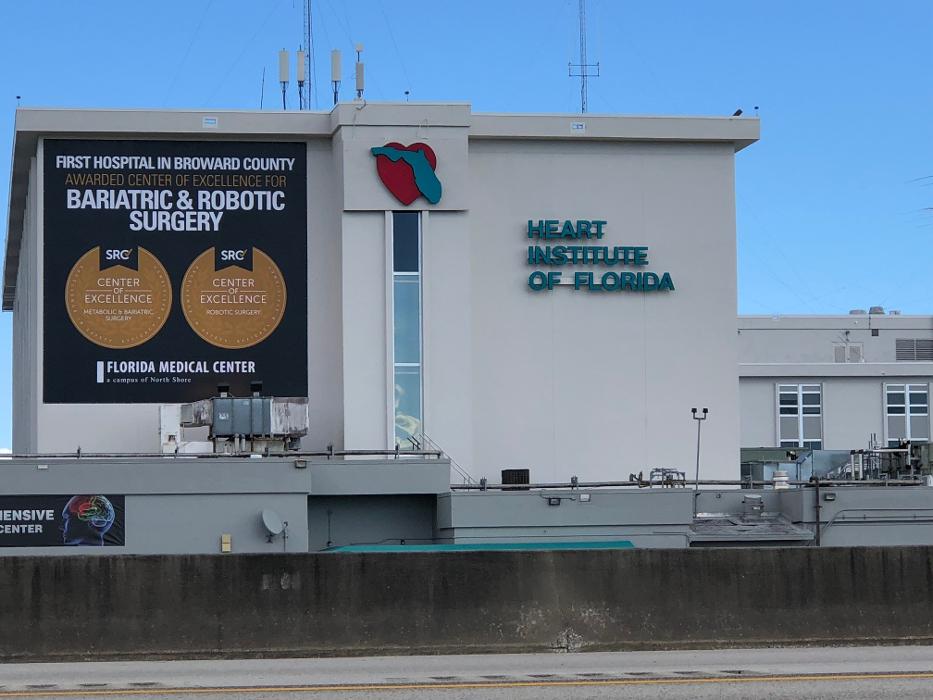 FIRST HOSPITAL IN BROWARD COUNTY
AWARDED CENTER OF EXCELLENCE FOR
BARIATRIC & ROBOTIC
SURGERY
SRC
CENTER
OF
EXCELLENCE
METABOLIC & BARIATRIC
SURGERY
SRC
CENTER
OF
EXCELLENCE
ROBOTIC SURGERY
FLORIDA MEDICAL CENTER
a campus of North Shore
HEART
INSTITUTE
OF FLORIDA
HENSIVE
CENTER